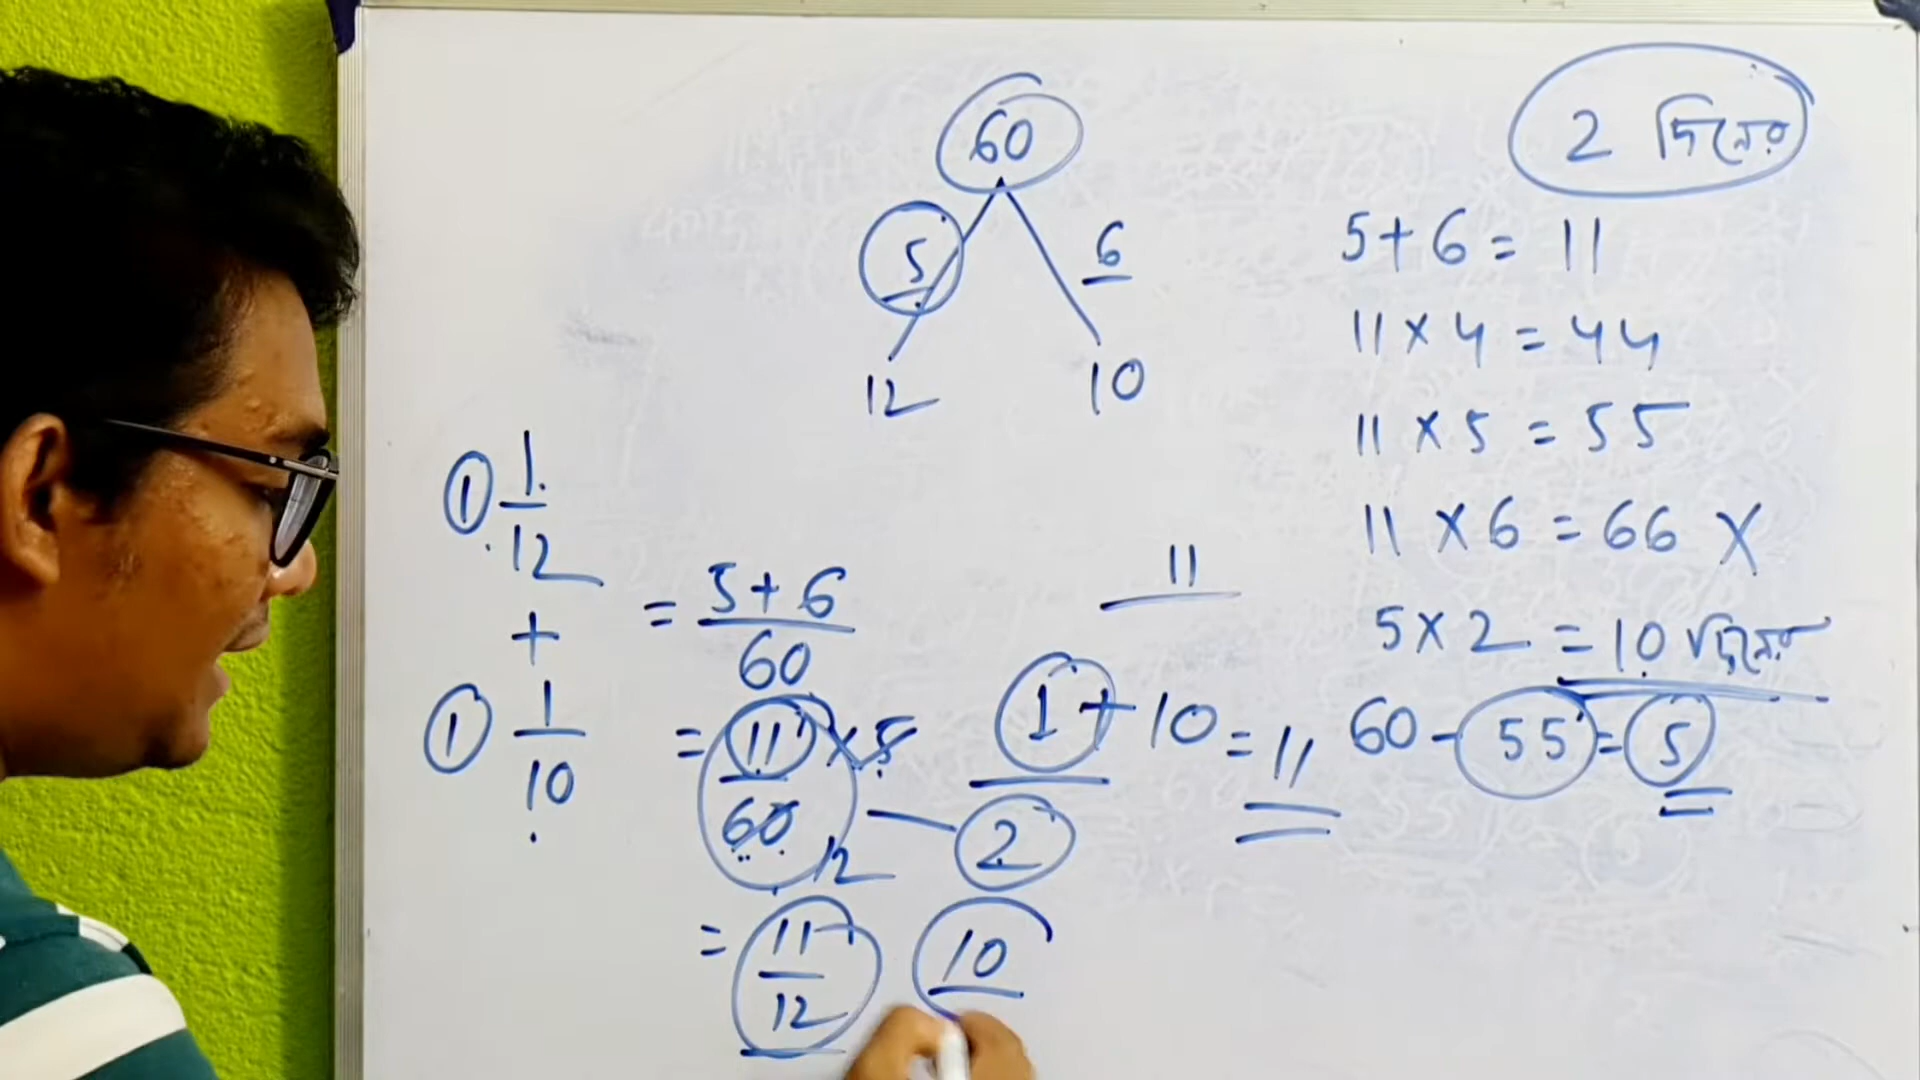 60
2 দিনের
5 6
12 10
5+6 = 11
11 × 4 = 44
11 × 5 = 55
11 × 6 = 66 X
5 × 2 = 10 দিনের
60 - 55 = 5
① 1/12
+
① 1/10
= 5+6/60
= 11 × 5/60 12 — 2
= 11/12 10
11
1 + 10 = 11